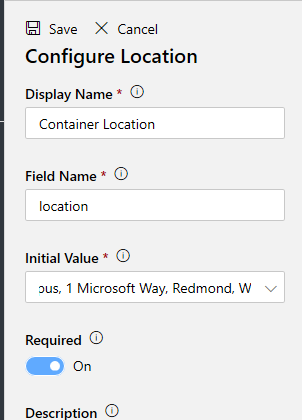 Save Cancel
Configure Location
Display Name *
Container Location
Field Name *
location
Initial Value *
ous, 1 Microsoft Way, Redmond, W
Required
On
Description